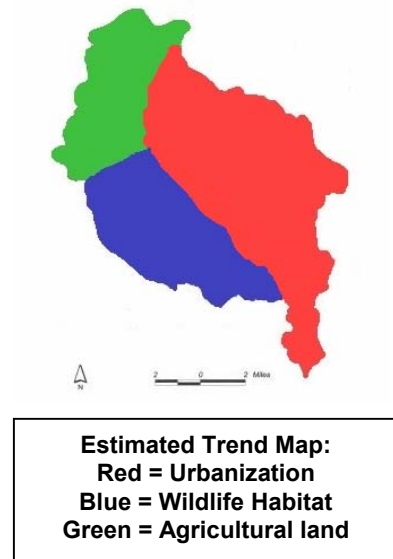 N
2 0 2 Miles
Estimated Trend Map:
Red = Urbanization
Blue = Wildlife Habitat
Green = Agricultural land